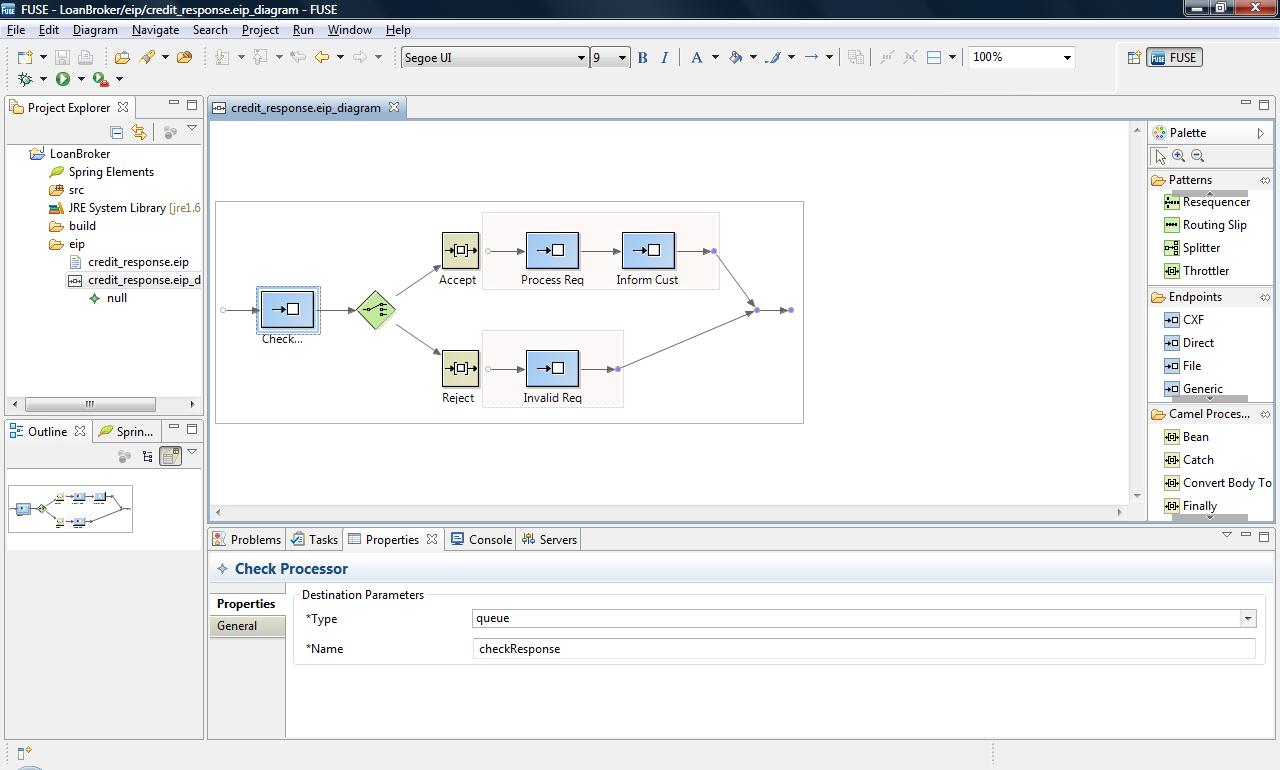 FUSE - LoanBroker/eip/credit_response.eip_diagram - FUSE
File Edit Diagram Navigate Search Project Run Window Help
Segoe UI 9 B I A 100% FUSE
Project Explorer
LoanBroker
Spring Elements
src
JRE System Library [jre1.6
build
eip
credit_response.eip
credit_response.eip_d
null
Outline Sprin...
credit_response.eip_diagram
Accept
Process Req
Inform Cust
Check...
Reject
Invalid Req
Palette
Patterns
Resequencer
Routing Slip
Splitter
Throttler
Endpoints
CXF
Direct
File
Generic
Camel Proces...
Bean
Catch
Convert Body To
Finally
Problems Tasks Properties Console Servers
Check Processor
Properties
General
Destination Parameters
*Type queue
*Name checkResponse